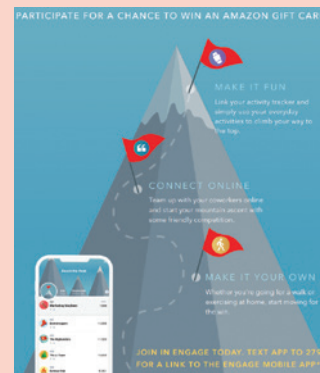 PARTICIPATE FOR A CHANCE TO WIN AN AMAZON GIFT CAR
MAKE IT FUN
Link your activity tracker and
simply use your everyday
activities to climb your way to
the top.
CONNECT ONLINE
Team up with your coworkers online
and start your mountain ascent with
some friendly competition.
MAKE IT YOUR OWN
Whether you're going for a walk or
exercising at home, start moving for
the win.
JOIN IN ENGAGE TODAY. TEXT APP TO 275
FOR A LINK TO THE ENGAGE MOBILE APP*